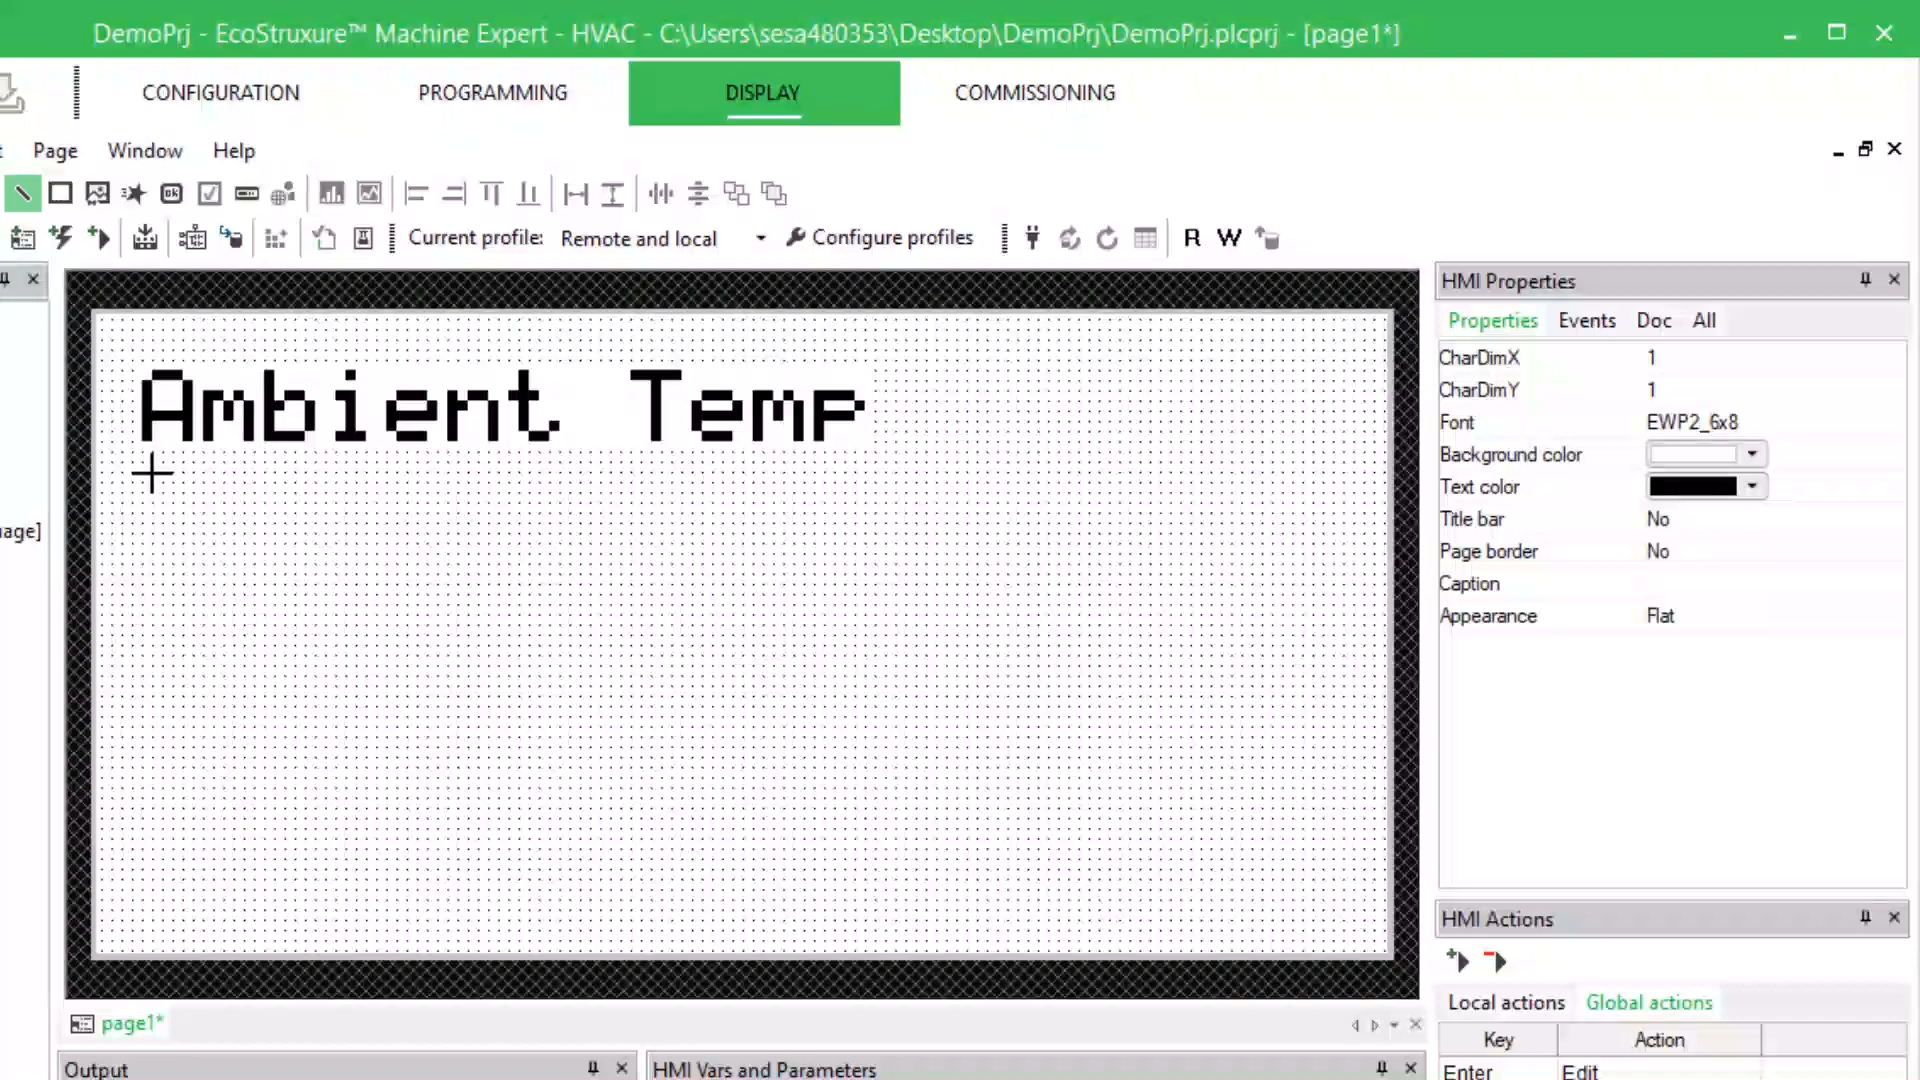 DemoPrj - EcoStruxure™ Machine Expert - HVAC - C:\Users\sesa480353\Desktop\DemoPrj\DemoPrj.plcprj - [page1*]
CONFIGURATION PROGRAMMING DISPLAY COMMISSIONING
Page Window Help
Current profile: Remote and local Configure profiles R W
HMI Properties
Properties Events Doc All
CharDimX 1
CharDimY 1
Font EWP2_6x8
Background color
Text color
Title bar No
Page border No
Caption
Appearance Flat
Ambient Temp
age]
HMI Actions
Local actions Global actions
Key Action
Enter Edit
page1*
Output HMI Vars and Parameters